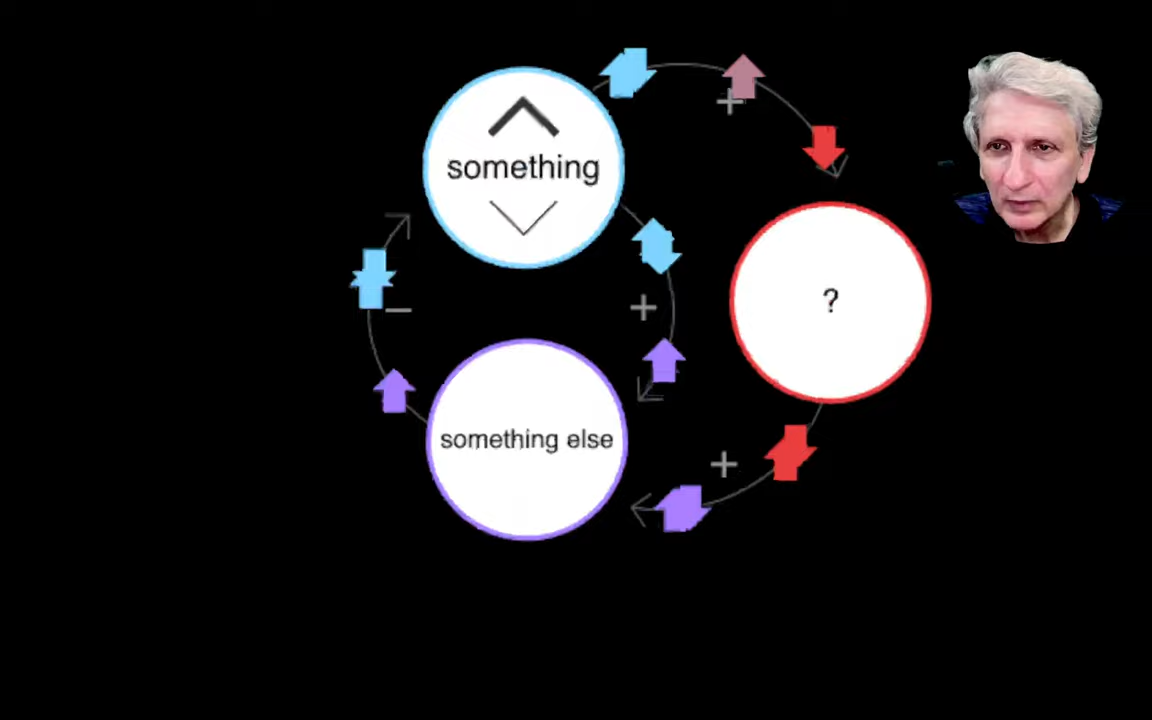 something
+
?
+
−
something else
+